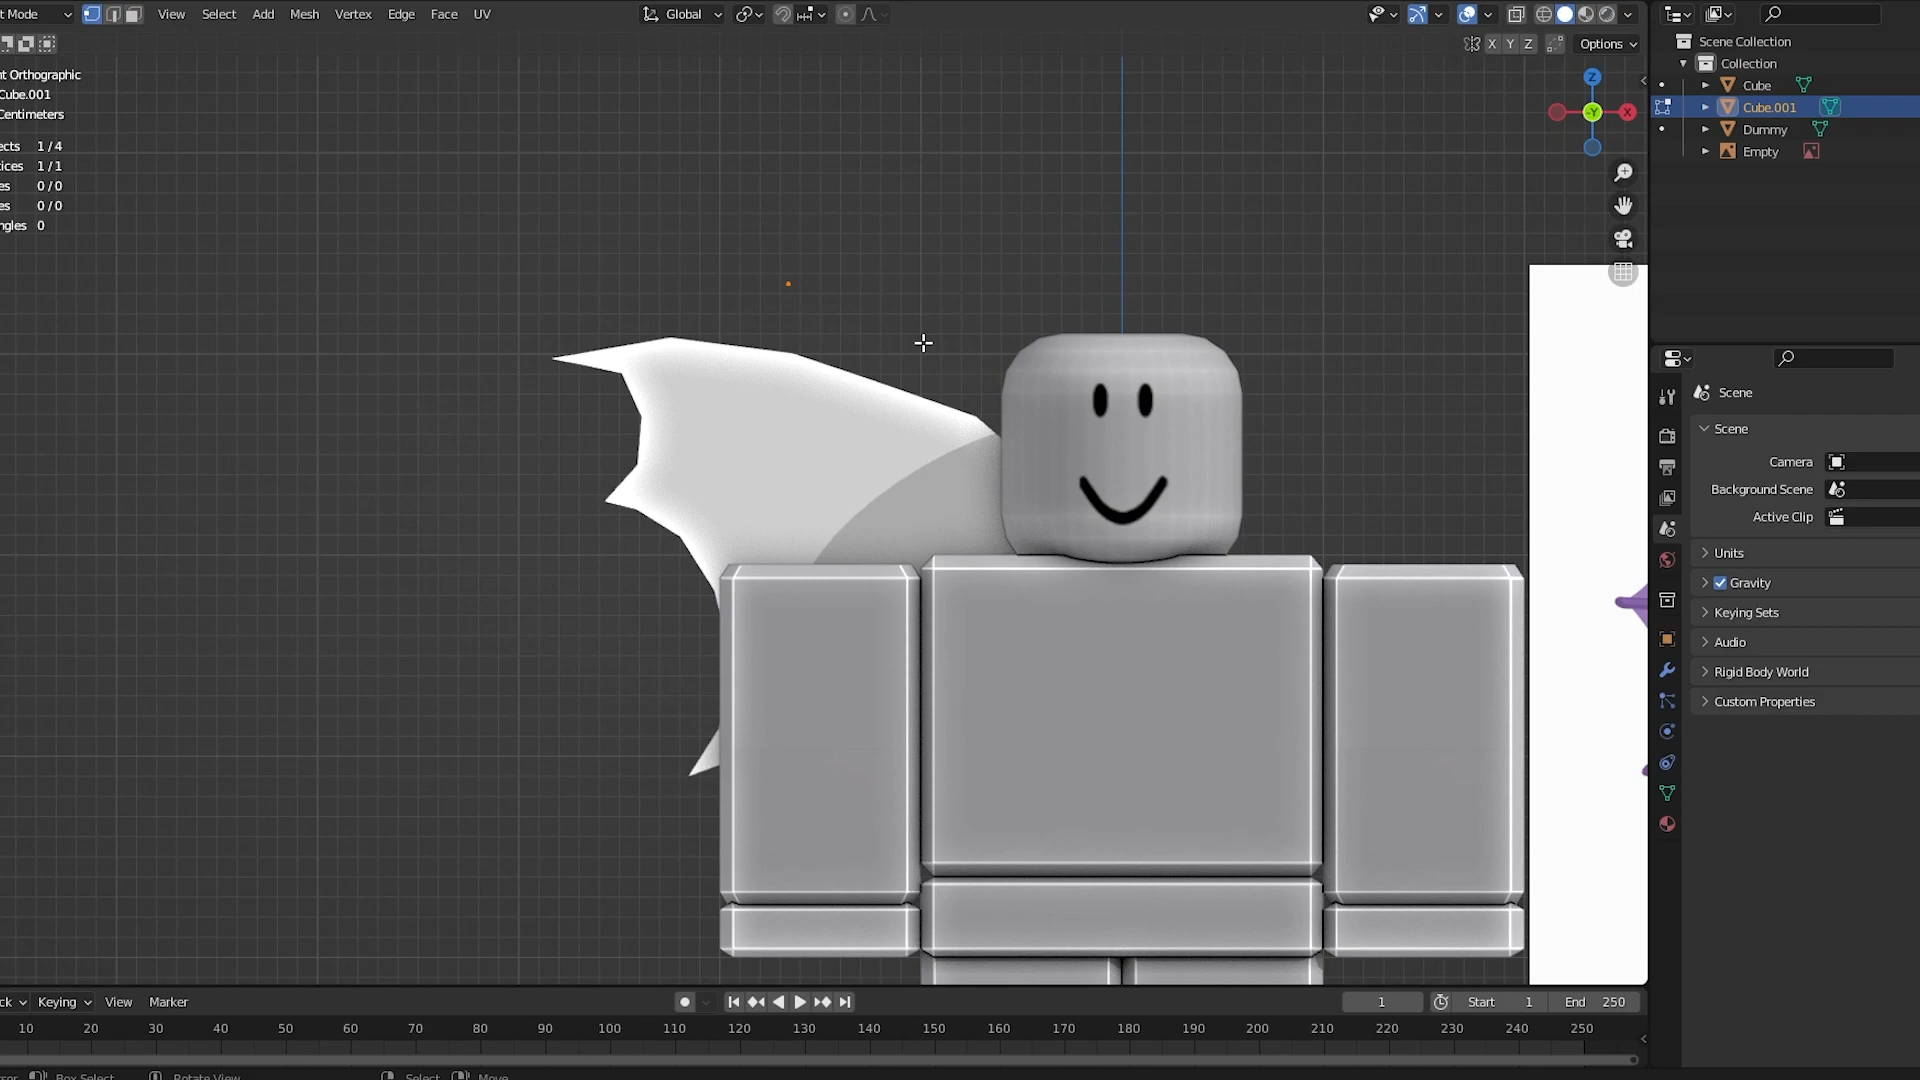 t Mode View Select Add Mesh Vertex Edge Face UV Global
X Y Z Options
nt Orthographic
Cube.001
Centimeters
ects 1 / 4
ices 1 / 1
es 0 / 0
es 0 / 0
ngles 0
Z
-Y X
Scene Collection
Collection
Cube
Cube.001
Dummy
Empty
Scene
Scene
Camera
Background Scene
Active Clip
Units
Gravity
Keying Sets
Audio
Rigid Body World
Custom Properties
ck Keying View Marker 1 Start 1 End 250
10 20 30 40 50 60 70 80 90 100 110 120 130 140 150 160 170 180 190 200 210 220 230 240 250
sor Box Select Rotate View Select Move